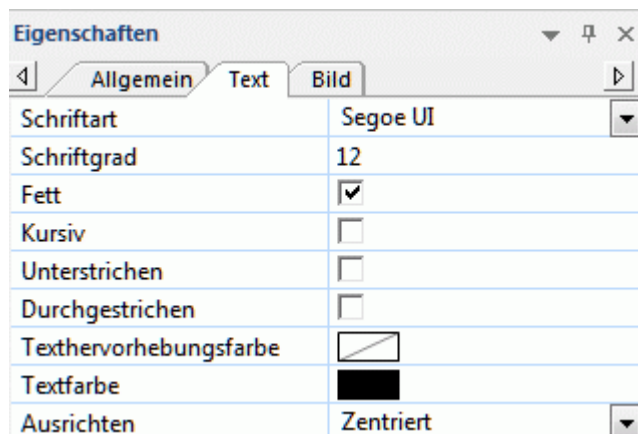 Eigenschaften
Allgemein Text Bild
Schriftart Segoe UI
Schriftgrad 12
Fett
Kursiv
Unterstrichen
Durchgestrichen
Texthervorhebungsfarbe
Textfarbe
Ausrichten Zentriert